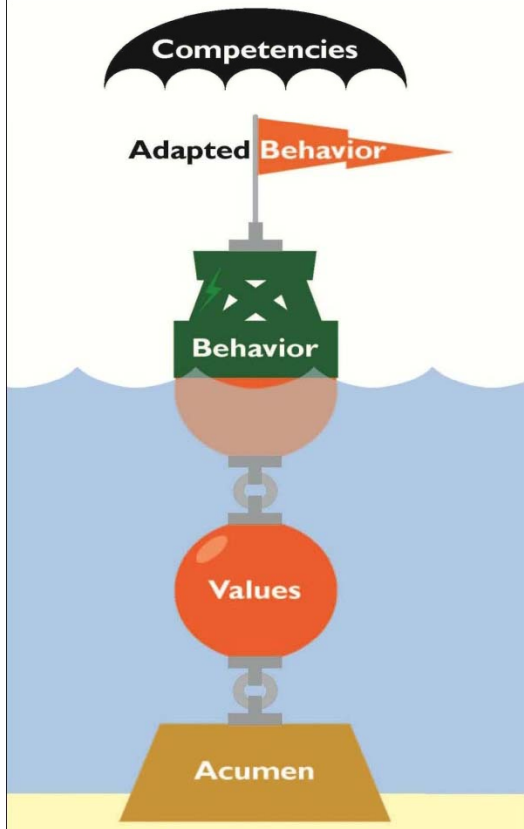 Competencies
Adapted Behavior
Behavior
Values
Acumen